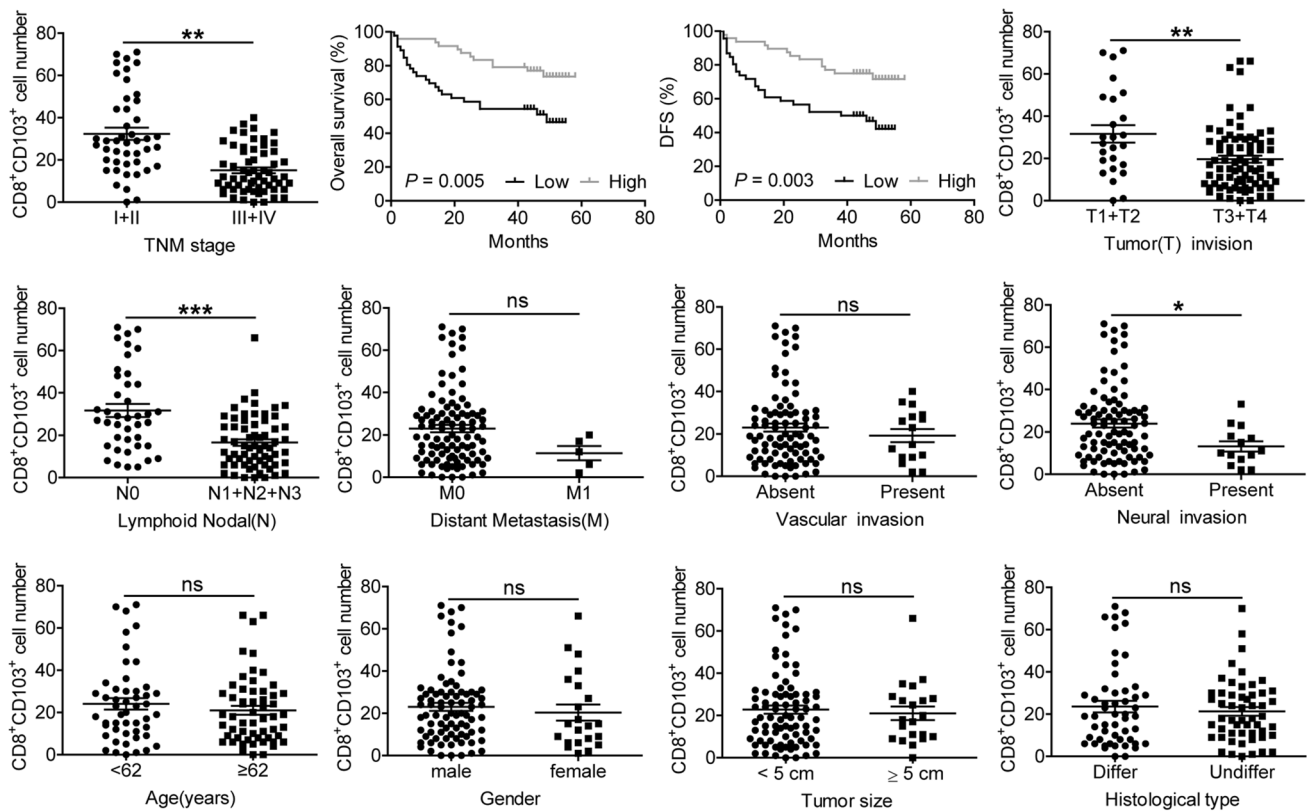 CD8+CD103+ cell number
80
60
40
20
0
**
I+II
III+IV
TNM stage
Overall survival (%)
100
80
60
40
20
0
P = 0.005
Low
High
0
20
40
60
80
Months
DFS (%)
100
80
60
40
20
0
P = 0.003
Low
High
0
20
40
60
80
Months
CD8+CD103+ cell number
80
60
40
20
0
**
T1+T2
T3+T4
Tumor(T) invision
CD8+CD103+ cell number
80
60
40
20
0
***
N0
N1+N2+N3
Lymphoid Nodal(N)
CD8+CD103+ cell number
80
60
40
20
0
ns
M0
M1
Distant Metastasis(M)
CD8+CD103+ cell number
80
60
40
20
0
ns
Absent
Present
Vascular invasion
CD8+CD103+ cell number
80
60
40
20
0
*
Absent
Present
Neural invasion
CD8+CD103+ cell number
80
60
40
20
0
ns
<62
≥62
Age(years)
CD8+CD103+ cell number
80
60
40
20
0
ns
male
female
Gender
CD8+CD103+ cell number
80
60
40
20
0
ns
< 5 cm
≥ 5 cm
Tumor size
CD8+CD103+ cell number
80
60
40
20
0
ns
Differ
Undiffer
Histological type